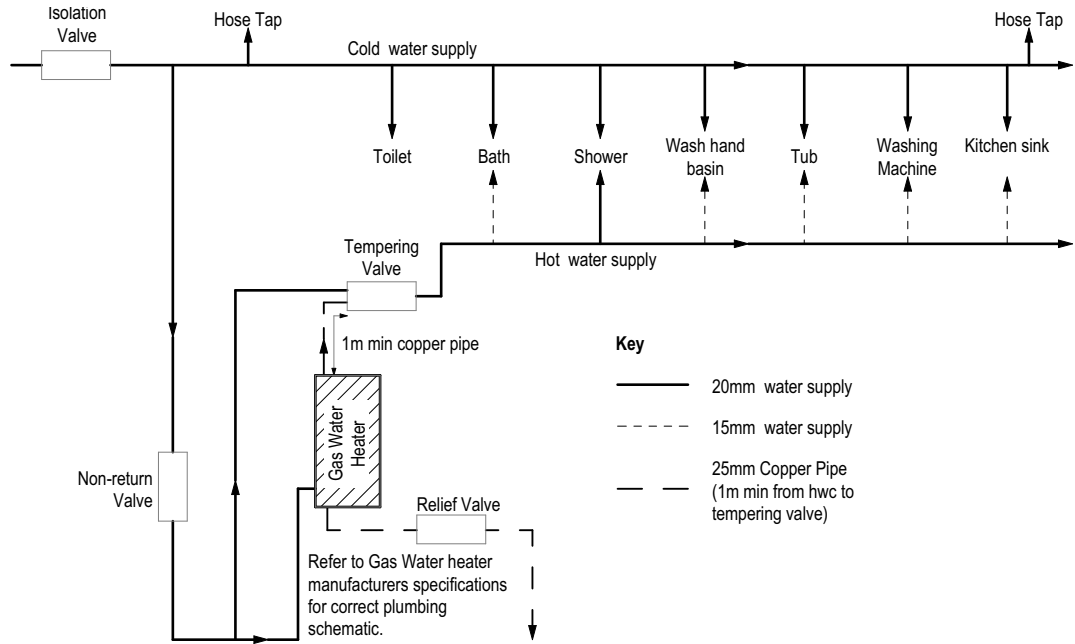 Isolation
Valve
Hose Tap
Hose Tap
Cold water supply
Toilet
Bath
Shower
Wash hand
basin
Tub
Washing
Machine
Kitchen sink
Tempering
Valve
Hot water supply
1m min copper pipe
Gas Water
Heater
Non-return
Valve
Relief Valve
Refer to Gas Water heater
manufacturers specifications
for correct plumbing
schematic.
Key
20mm water supply
15mm water supply
25mm Copper Pipe
(1m min from hwc to
tempering valve)